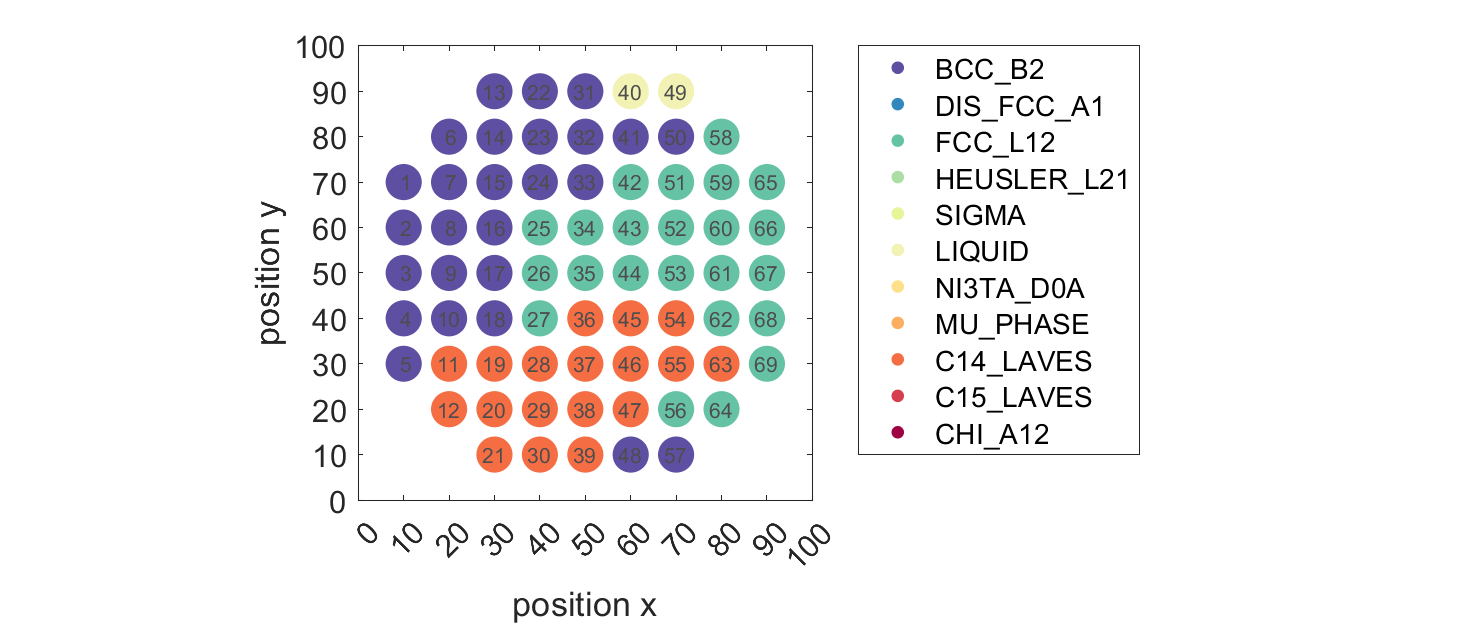 100
90 13 22 31 40 49
80 6 14 23 32 41 50 58
70 1 7 15 24 33 42 51 59 65
60 2 8 16 25 34 43 52 60 66
50 3 9 17 26 35 44 53 61 67
40 4 10 18 27 36 45 54 62 68
30 5 11 19 28 37 46 55 63 69
20 12 20 29 38 47 56 64
10 21 30 39 48 57
0
0 10 20 30 40 50 60 70 80 90 100
position x
position y
BCC_B2
DIS_FCC_A1
FCC_L12
HEUSLER_L21
SIGMA
LIQUID
NI3TA_D0A
MU_PHASE
C14_LAVES
C15_LAVES
CHI_A12